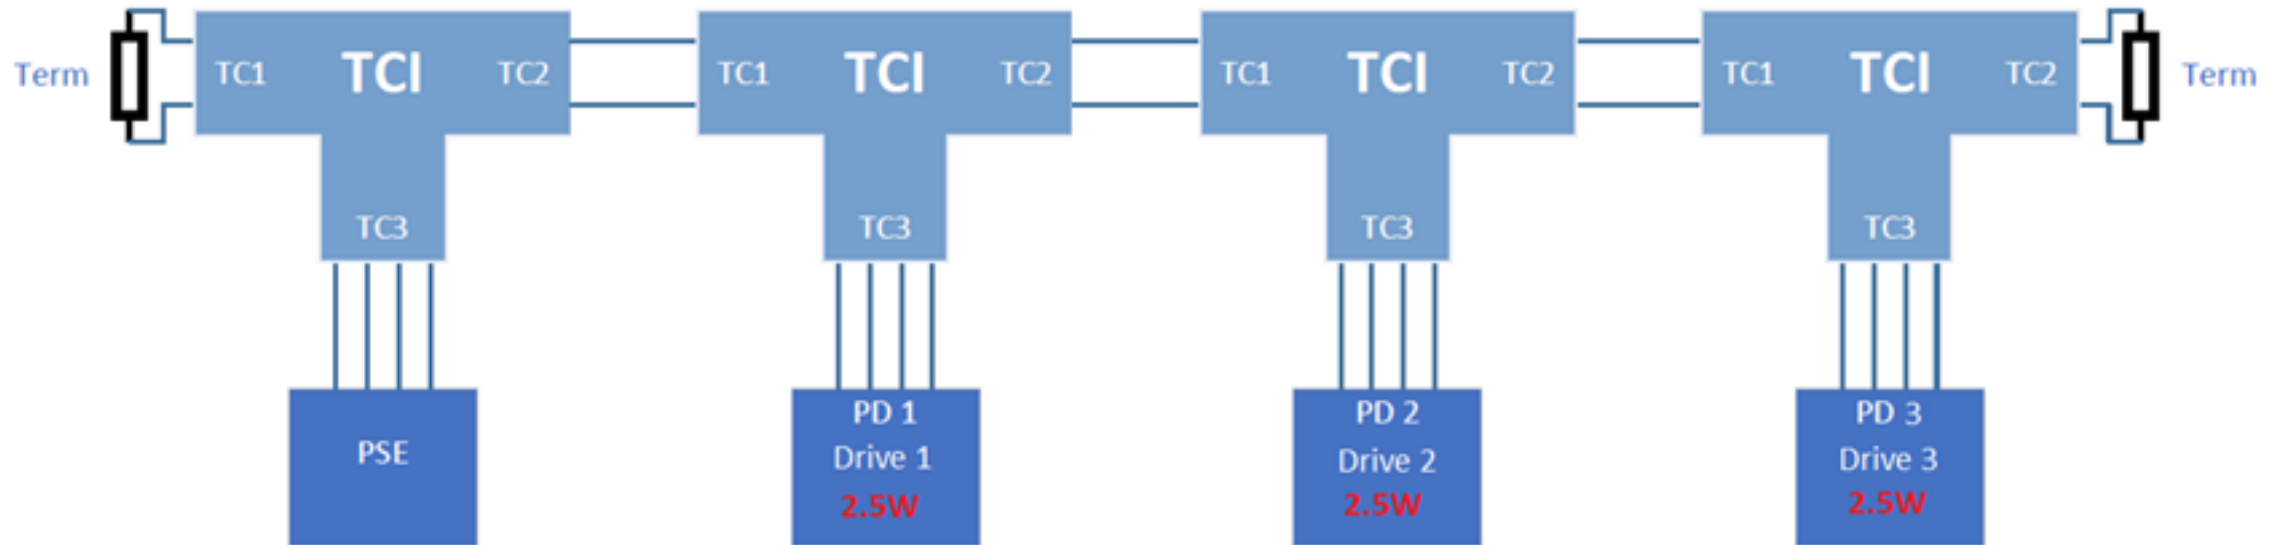 Term TC1 TCI TC2 TC1 TCI TC2 TC1 TCI TC2 TC1 TCI TC2 Term
TC3 TC3 TC3 TC3
PSE
PD 1
Drive 1
2.5W
PD 2
Drive 2
2.5W
PD 3
Drive 3
2.5W